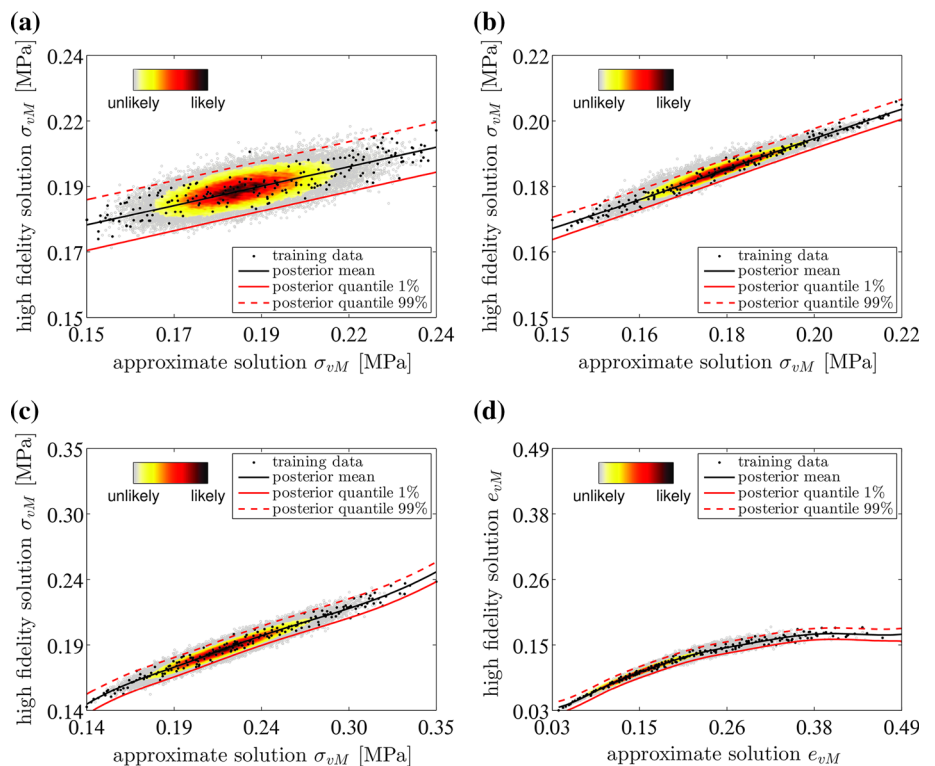 (a)
high fidelity solution σvM [MPa]
0.24
0.22
0.19
0.17
0.15
unlikely likely
training data
posterior mean
posterior quantile 1%
posterior quantile 99%
0.15 0.17 0.19 0.22 0.24
approximate solution σvM [MPa]
(b)
high fidelity solution σvM [MPa]
0.22
0.20
0.18
0.17
0.15
unlikely likely
training data
posterior mean
posterior quantile 1%
posterior quantile 99%
0.15 0.16 0.18 0.20 0.22
approximate solution σvM [MPa]
(c)
high fidelity solution σvM [MPa]
0.35
0.30
0.24
0.19
0.14
unlikely likely
training data
posterior mean
posterior quantile 1%
posterior quantile 99%
0.14 0.19 0.24 0.30 0.35
approximate solution σvM [MPa]
(d)
high fidelity solution evM
0.49
0.38
0.26
0.15
0.03
unlikely likely
training data
posterior mean
posterior quantile 1%
posterior quantile 99%
0.03 0.15 0.26 0.38 0.49
approximate solution evM